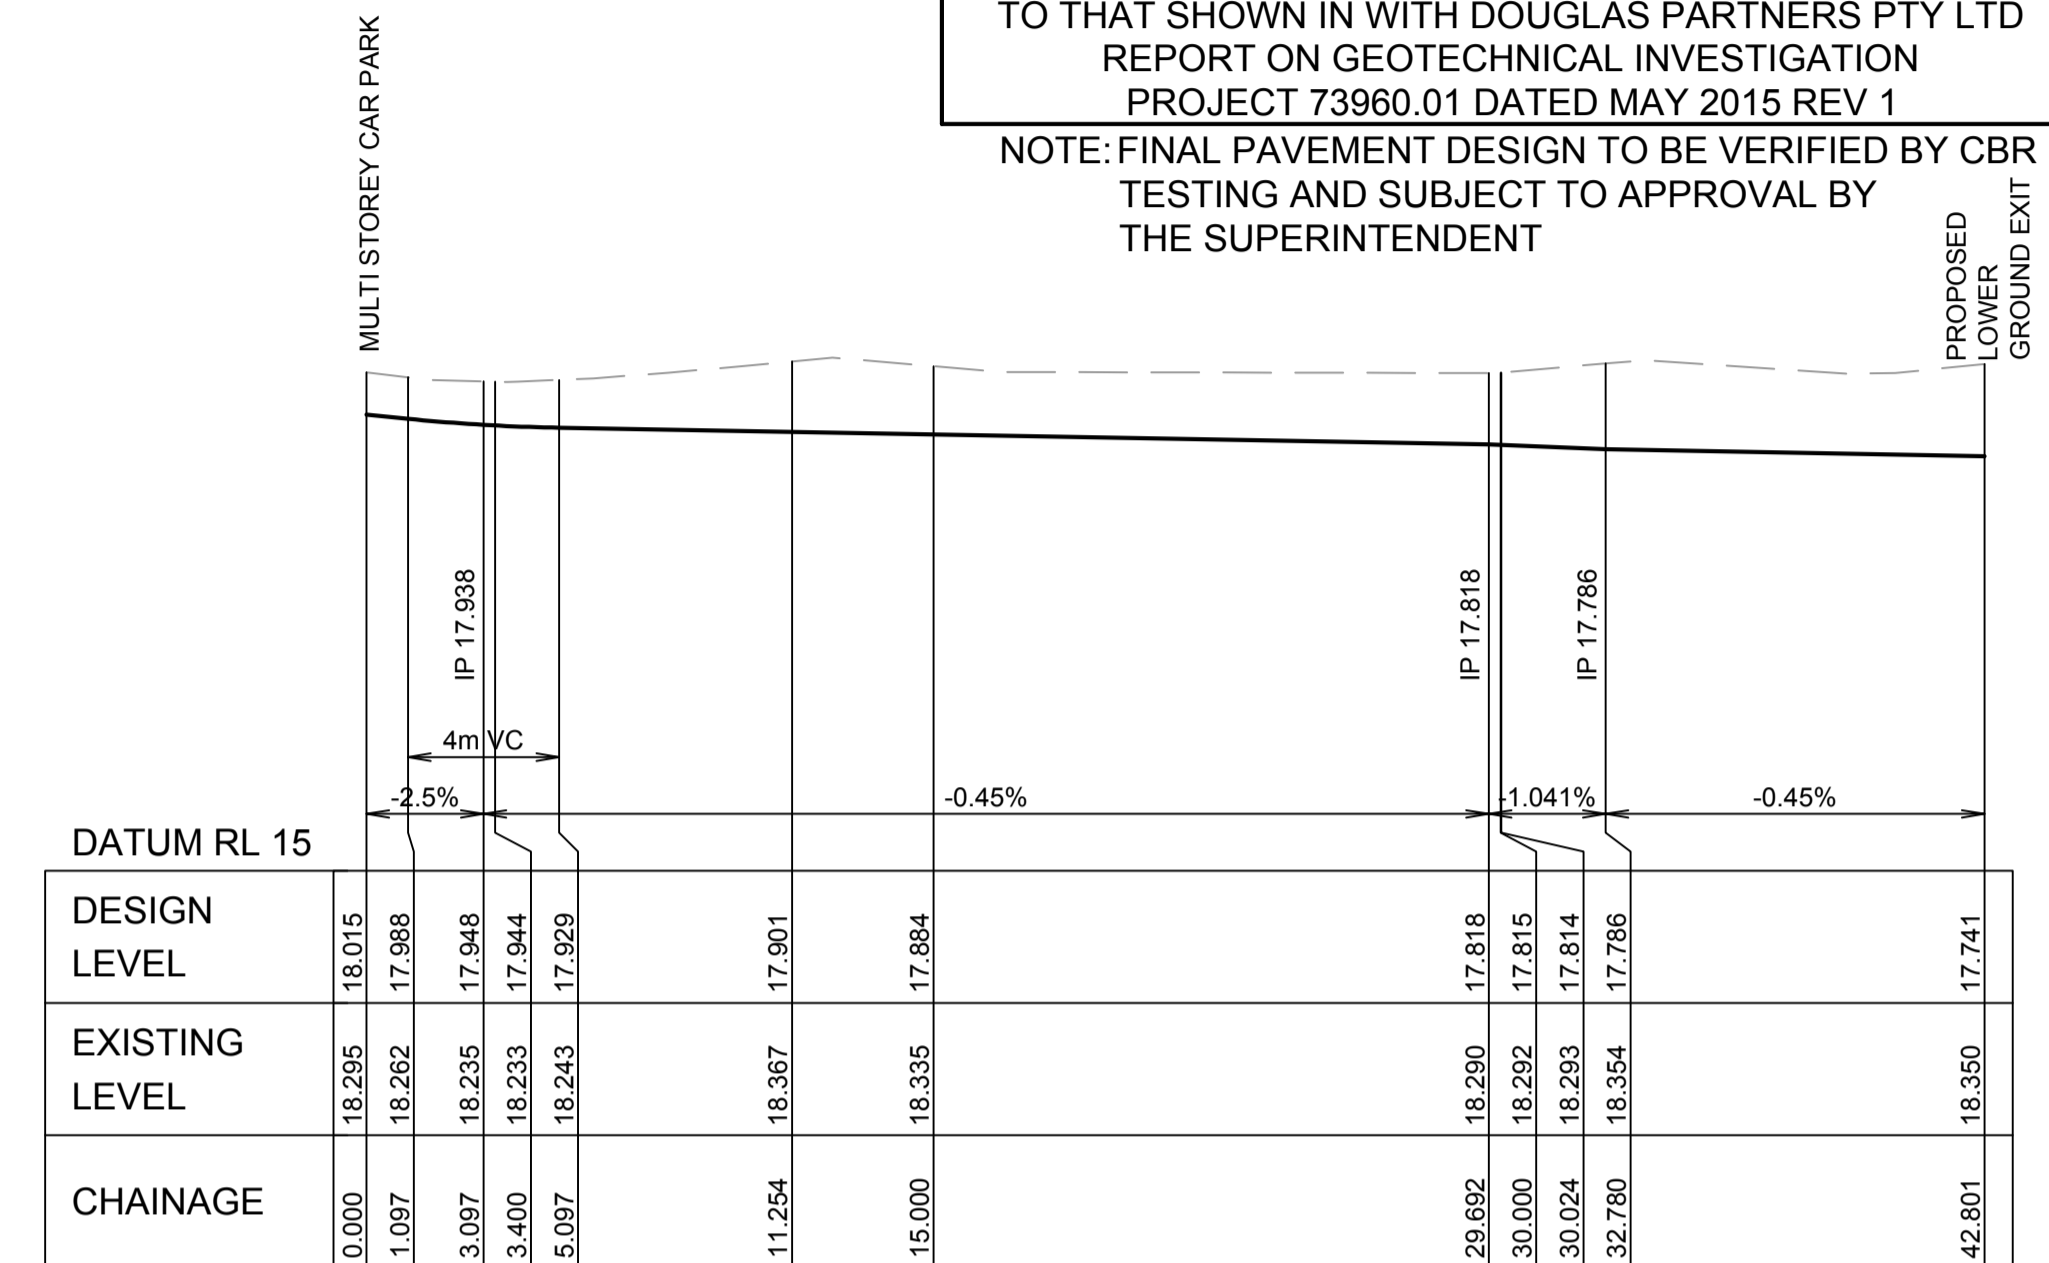 TO THAT SHOWN IN WITH DOUGLAS PARTNERS PTY LTD
REPORT ON GEOTECHNICAL INVESTIGATION
PROJECT 73960.01 DATED MAY 2015 REV 1
NOTE: FINAL PAVEMENT DESIGN TO BE VERIFIED BY CBR
TESTING AND SUBJECT TO APPROVAL BY
THE SUPERINTENDENT
MULTI STOREY CAR PARK
PROPOSED
LOWER
GROUND EXIT
IP 17.938
IP 17.818
IP 17.786
4m VC
-2.5%
-0.45%
-1.041%
-0.45%
DATUM RL 15
DESIGN
LEVEL
18.015
17.988
17.948
17.944
17.929
17.901
17.884
17.818
17.815
17.814
17.786
17.741
EXISTING
LEVEL
18.295
18.262
18.235
18.233
18.243
18.367
18.335
18.290
18.292
18.293
18.354
18.350
CHAINAGE
0.000
1.097
3.097
3.400
5.097
11.254
15.000
29.692
30.000
30.024
32.780
42.801